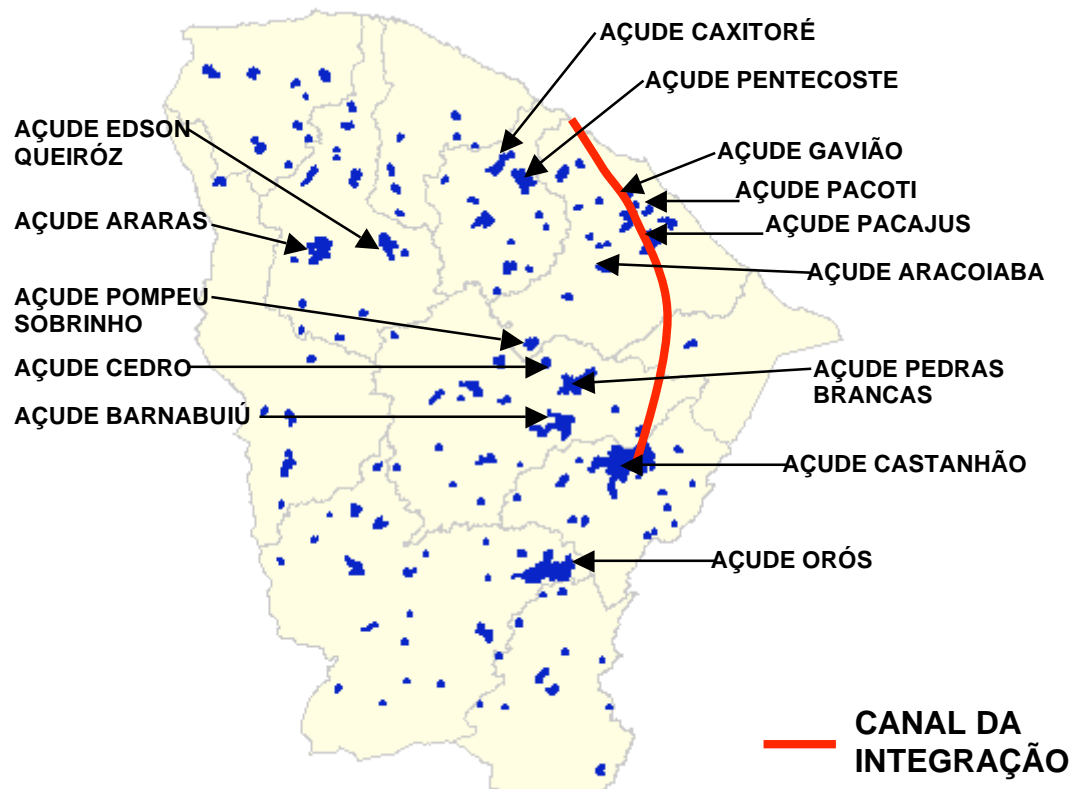 AÇUDE CAXITORÉ
AÇUDE PENTECOSTE
AÇUDE EDSON
QUEIRÓZ
AÇUDE GAVIÃO
AÇUDE PACOTI
AÇUDE ARARAS
AÇUDE PACAJUS
AÇUDE ARACOIABA
AÇUDE POMPEU
SOBRINHO
AÇUDE CEDRO
AÇUDE PEDRAS
BRANCAS
AÇUDE BARNABUIÚ
AÇUDE CASTANHÃO
AÇUDE ORÓS
CANAL DA
INTEGRAÇÃO